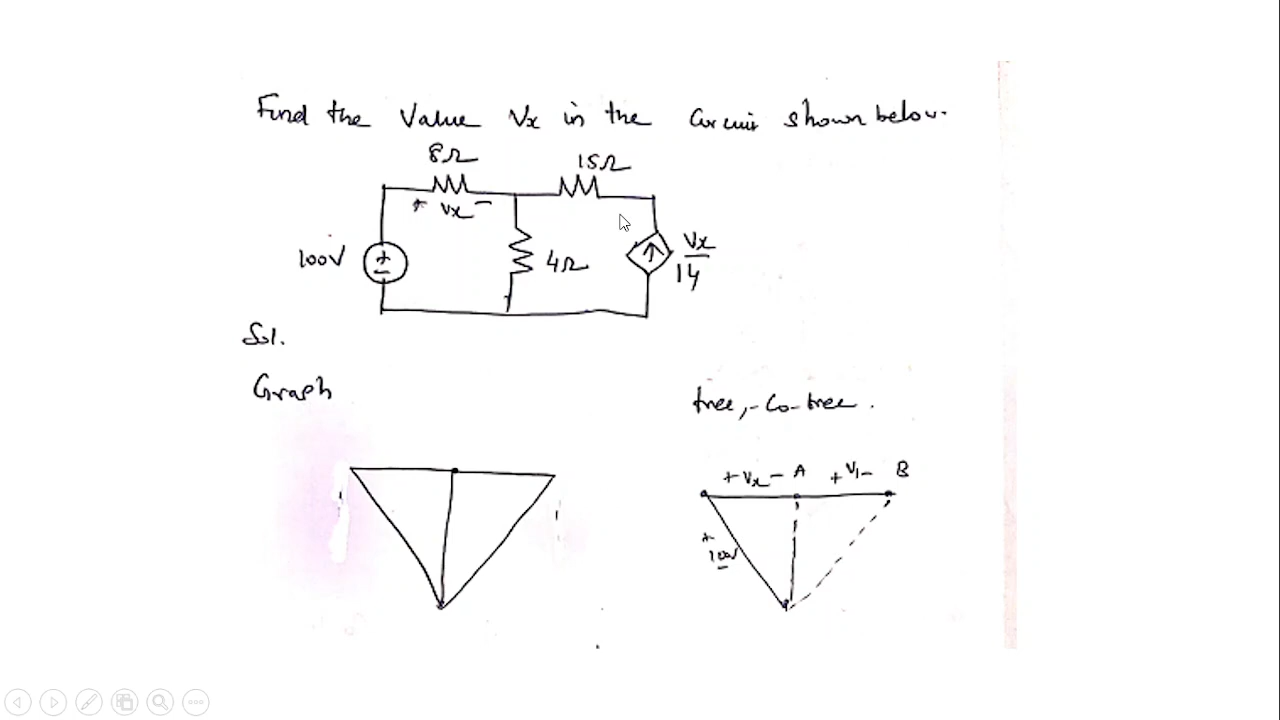 Find the Value Vx in the Circuit shown below.
8Ω
15Ω
+ Vx -
100V
+
-
4Ω
Vx
14
Sol.
Graph
tree, - Co-tree.
+ Vx - A + V1 - B
+
100V
-